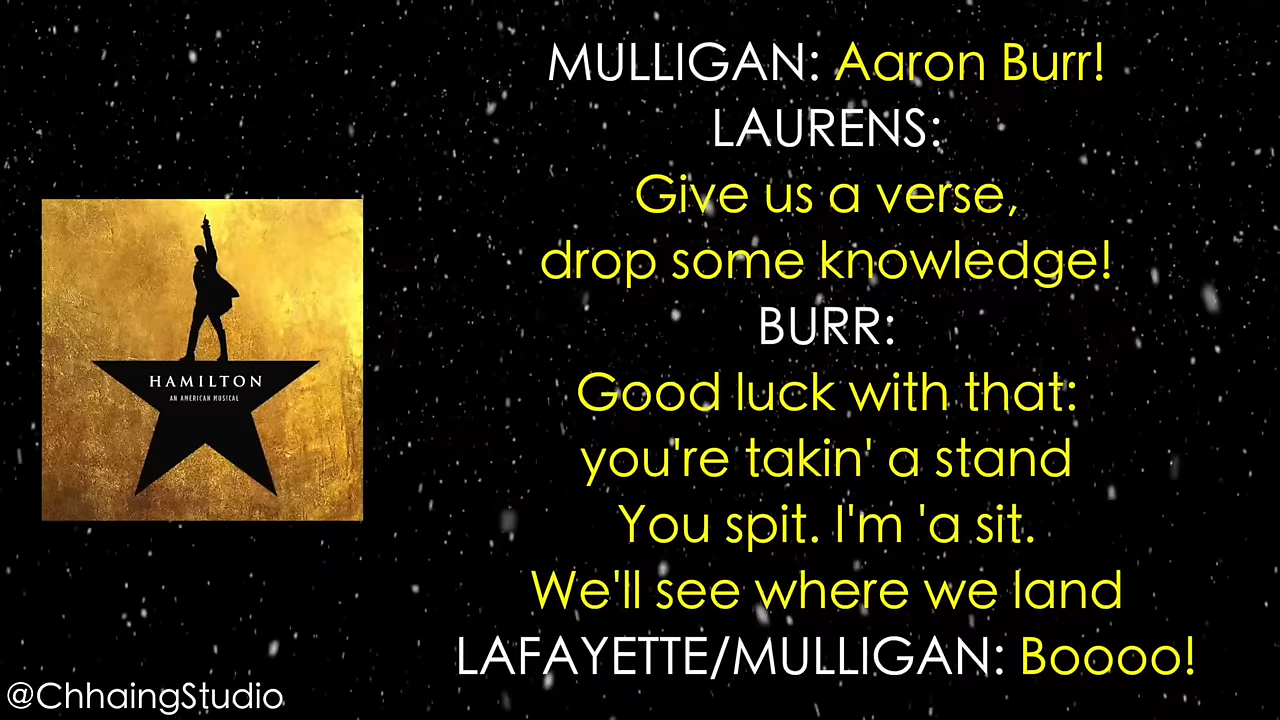 MULLIGAN: Aaron Burr!
LAURENS:
Give us a verse,
drop some knowledge!
BURR:
Good luck with that:
you're takin' a stand
You spit. I'm 'a sit.
We'll see where we land
LAFAYETTE/MULLIGAN: Boooo!
HAMILTON
AN AMERICAN MUSICAL
@ChhaingStudio